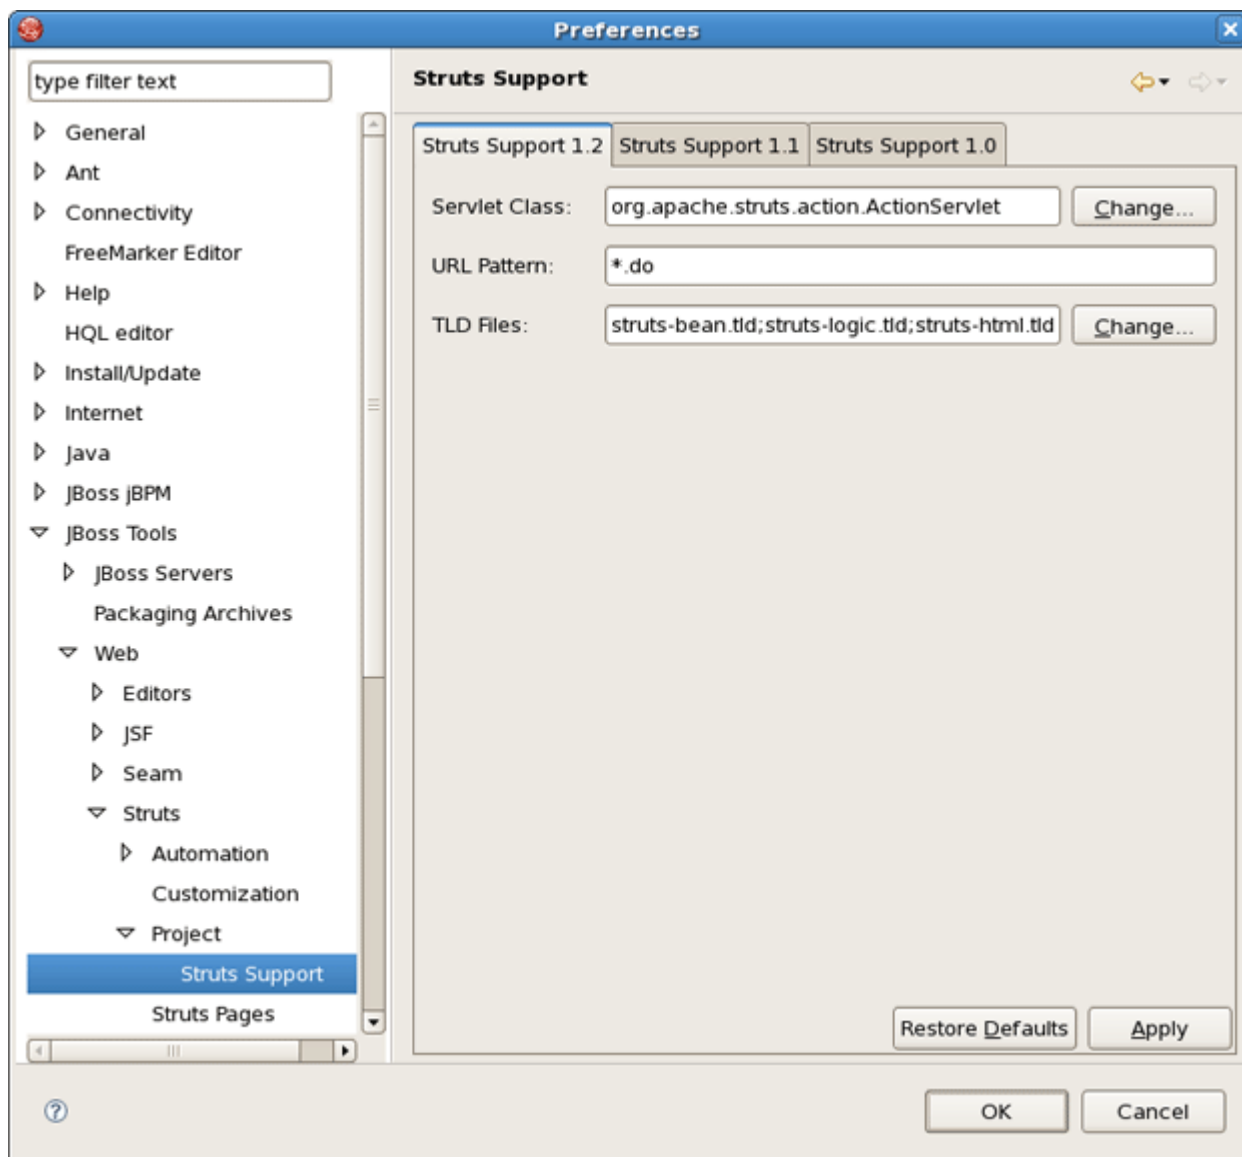 Preferences
type filter text
General
Ant
Connectivity
FreeMarker Editor
Help
HQL editor
Install/Update
Internet
Java
JBoss jBPM
JBoss Tools
JBoss Servers
Packaging Archives
Web
Editors
JSF
Seam
Struts
Automation
Customization
Project
Struts Support
Struts Pages
Struts Support
Struts Support 1.2 Struts Support 1.1 Struts Support 1.0
Servlet Class: org.apache.struts.action.ActionServlet Change...
URL Pattern: *.do
TLD Files: struts-bean.tld;struts-logic.tld;struts-html.tld Change...
Restore Defaults Apply
? OK Cancel